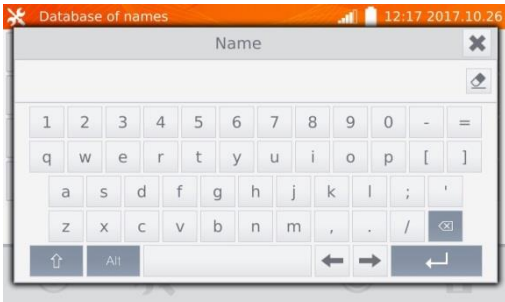 Database of names 12:17 2017.10.26
Name
1 2 3 4 5 6 7 8 9 0 - =
q w e r t y u i o p [ ]
a s d f g h j k l ; '
z x c v b n m , . /
Alt